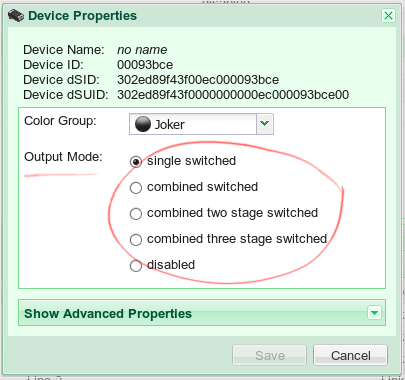 Device Properties
Device Name: no name
Device ID: 00093bce
Device dSID: 302ed89f43f00ec000093bce
Device dSUID: 302ed89f43f0000000000ec000093bce00
Color Group: Joker
Output Mode: single switched
combined switched
combined two stage switched
combined three stage switched
disabled
Show Advanced Properties
Save Cancel